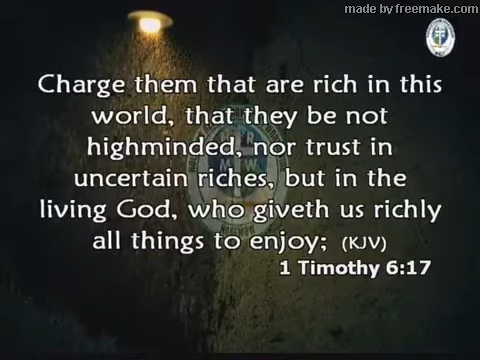 made by freemake.com
Charge them that are rich in this
world, that they be not
highminded, nor trust in
uncertain riches, but in the
living God, who giveth us richly
all things to enjoy; (KJV)
1 Timothy 6:17